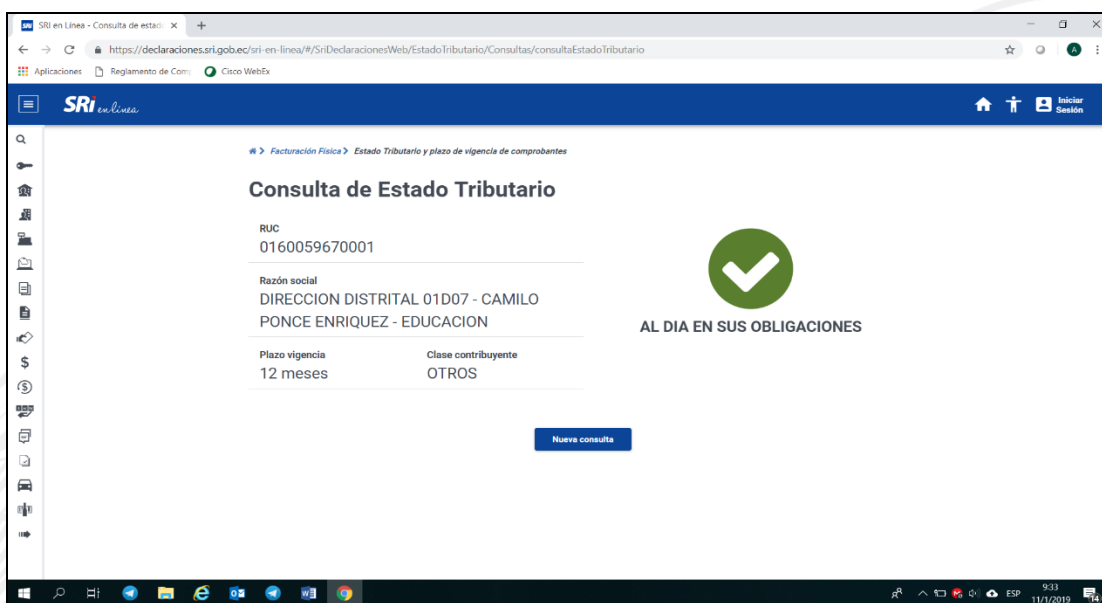 SRI en Línea - Consulta de estad
https://declaraciones.sri.gob.ec/sri-en-linea/#/SriDeclaracionesWeb/EstadoTributario/Consultas/consultaEstadoTributario
A
Aplicaciones Reglamento de Com Cisco WebEx
SRi en línea
Iniciar
Sesión
Facturación Física > Estado Tributario y plazo de vigencia de comprobantes
Consulta de Estado Tributario
RUC
0160059670001
Razón social
DIRECCION DISTRITAL 01D07 - CAMILO
PONCE ENRIQUEZ - EDUCACION
AL DIA EN SUS OBLIGACIONES
Plazo vigencia Clase contribuyente
12 meses OTROS
Nueva consulta
ESP
9:33
11/1/2019
14